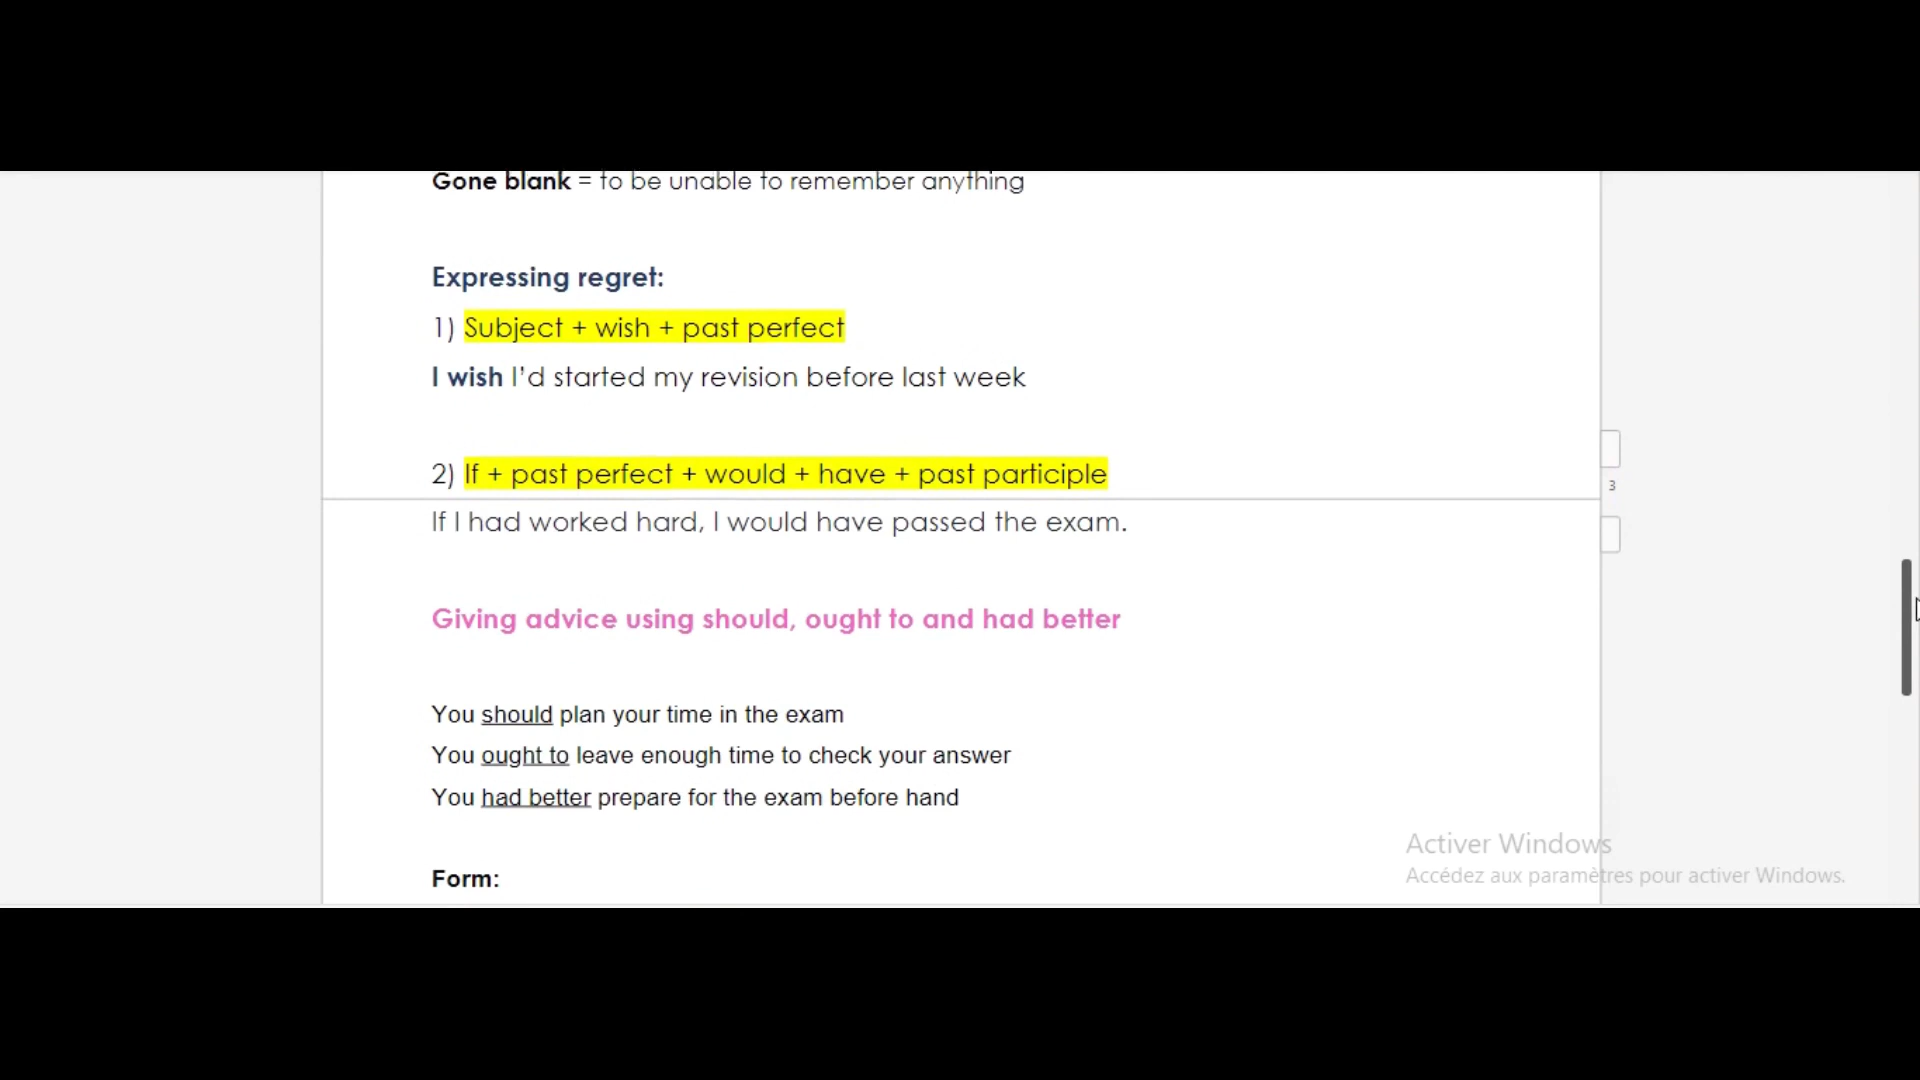 Gone blank = to be unable to remember anything
Expressing regret:
1) Subject + wish + past perfect
I wish I'd started my revision before last week
2) If + past perfect + would + have + past participle
3
If I had worked hard, I would have passed the exam.
Giving advice using should, ought to and had better
You should plan your time in the exam
You ought to leave enough time to check your answer
You had better prepare for the exam before hand
Form:
Activer Windows
Accédez aux paramètres pour activer Windows.